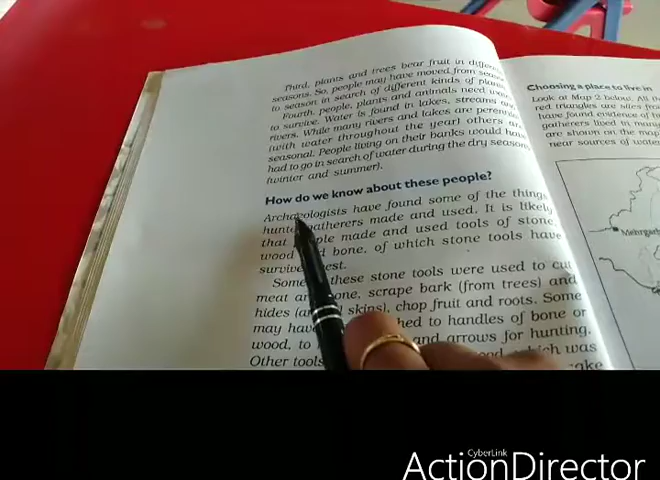 Third, plants and trees bear fruit in different
seasons. So, people may have moved from season
to season in search of different kinds of plants.
Fourth, people, plants and animals need water
to survive. Water is found in lakes, streams and
rivers. While many rivers and lakes are perennial
(with water throughout the year) others are
seasonal. People living on their banks would have
had to go in search of water during the dry seasons
(winter and summer).
How do we know about these people?
Archaeologists have found some of the things
hunter gatherers made and used. It is likely
that made and used tools of stone,
wood bone, of which stone tools have
survived best.
Some these stone tools were used to cut
meat and bone, scrape bark (from trees) and
hides skins), chop fruit and roots. Some
may have to handles of bone or
wood, to and arrows for hunting.
Other tools which was
Choosing a place to live in
Look at Map 2 below. All the
red triangles are sites from
have found evidence of
gatherers lived in many
are shown on the map
near sources of water
Mehrgarh
CyberLink
ActionDirector